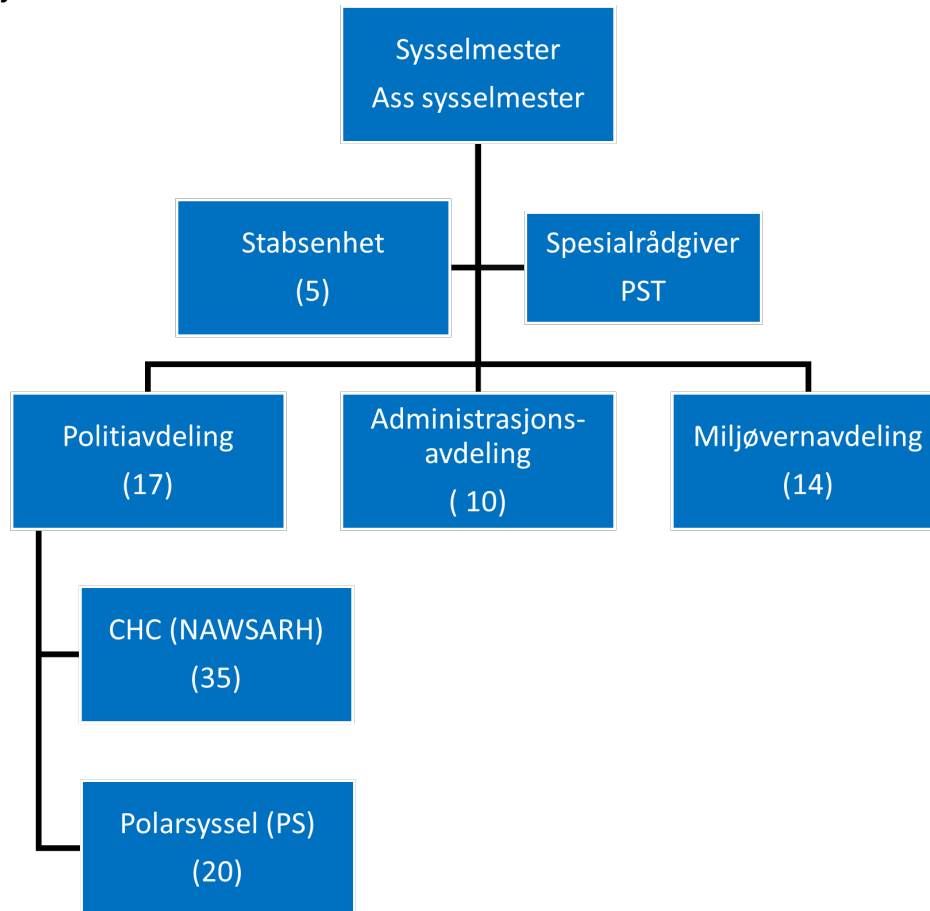 Sysselmester
Ass sysselmester
Stabsenhet
(5)
Spesialrådgiver
PST
Politiavdeling
(17)
Administrasjons-
avdeling
( 10)
Miljøvernavdeling
(14)
CHC (NAWSARH)
(35)
Polarsyssel (PS)
(20)